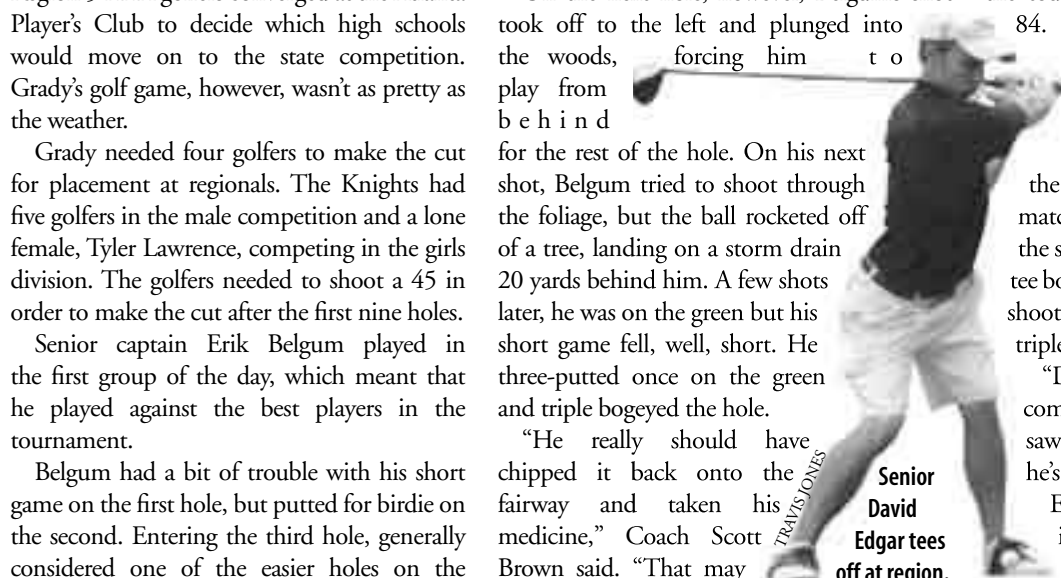 Player's Club to decide which high schools
would move on to the state competition.
Grady's golf game, however, wasn't as pretty as
the weather.
Grady needed four golfers to make the cut
for placement at regionals. The Knights had
five golfers in the male competition and a lone
female, Tyler Lawrence, competing in the girls
division. The golfers needed to shoot a 45 in
order to make the cut after the first nine holes.
Senior captain Erik Belgum played in
the first group of the day, which meant that
he played against the best players in the
tournament.
Belgum had a bit of trouble with his short
game on the first hole, but putted for birdie on
the second. Entering the third hole, generally
considered one of the easier holes on the
took off to the left and plunged into
the woods, forcing him to
play from
behind
for the rest of the hole. On his next
shot, Belgum tried to shoot through
the foliage, but the ball rocketed off
of a tree, landing on a storm drain
20 yards behind him. A few shots
later, he was on the green but his
short game fell, well, short. He
three-putted once on the green
and triple bogeyed the hole.
"He really should have
chipped it back onto the
fairway and taken his
medicine," Coach Scott
Brown said. "That may
TRAVIS JONES
Senior
David
Edgar tees
off at region.
84.
the
matc
the s
tee bo
shoot
triple
"D
com
saw
he's
E